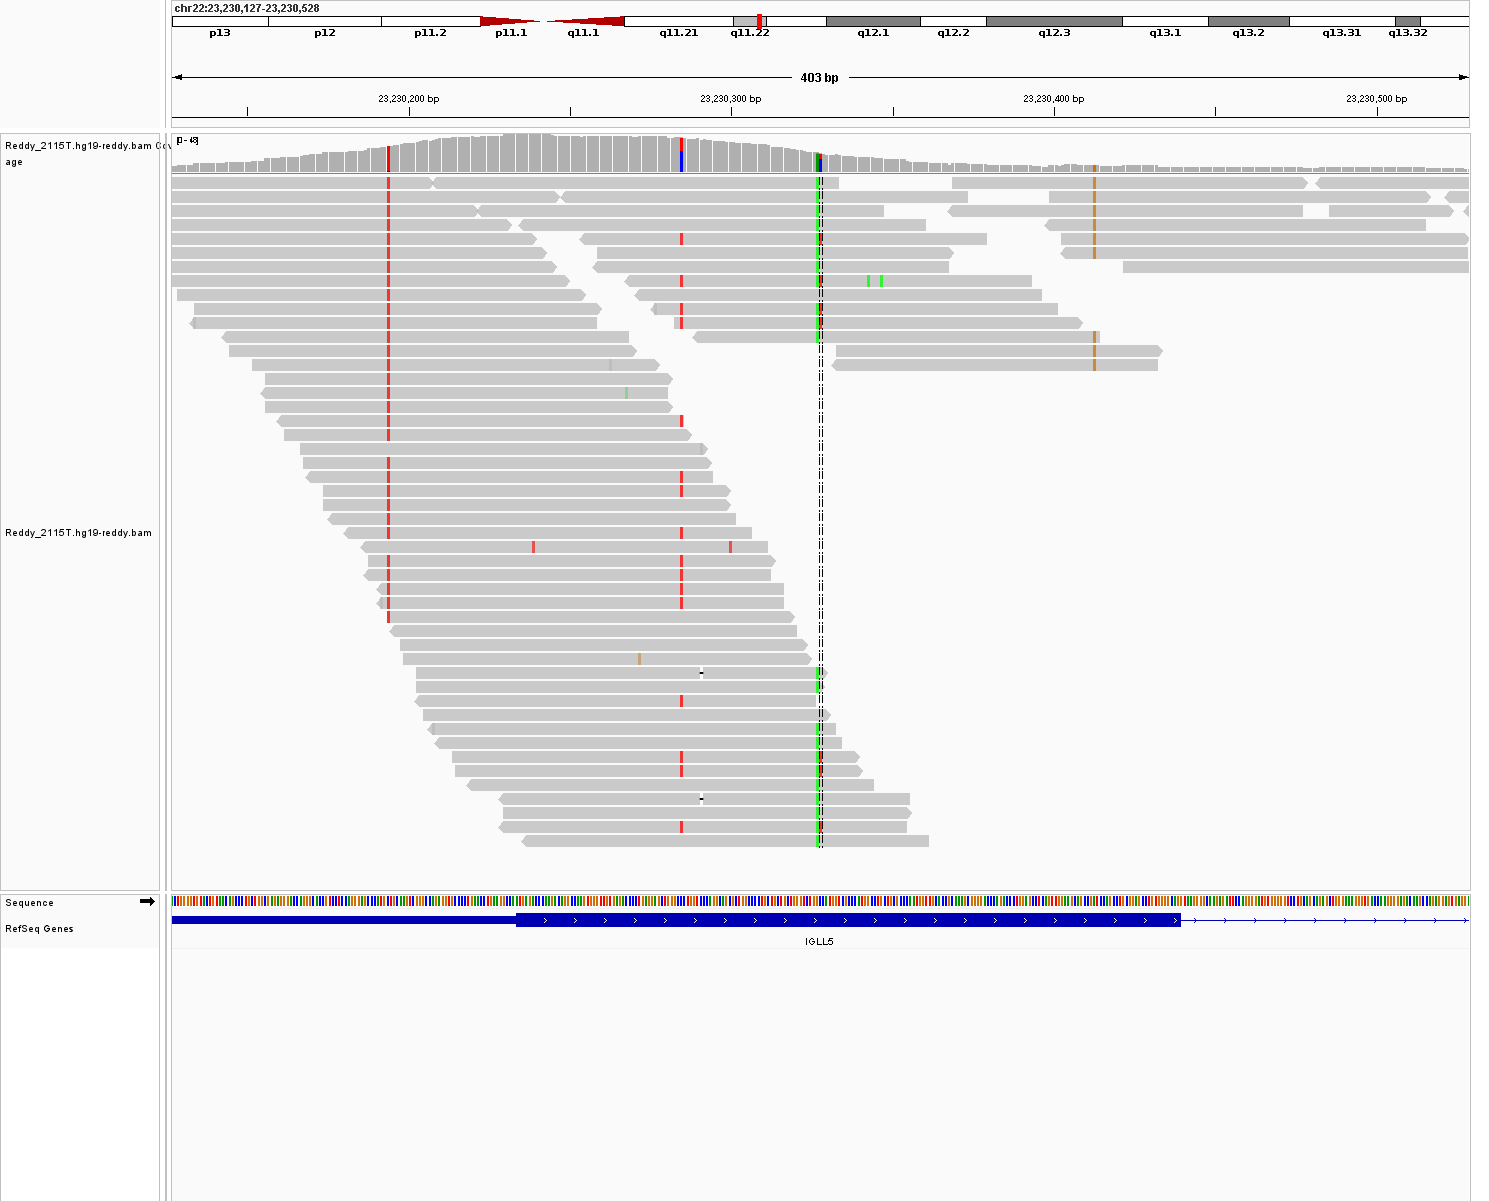 chr22:23,230,127-23,230,528
p13 p12 p11.2 p11.1 q11.1 q11.21 q11.22 q12.1 q12.2 q12.3 q13.1 q13.2 q13.31 q13.32
403 bp
23,230,200 bp 23,230,300 bp 23,230,400 bp 23,230,500 bp
Reddy_2115T.hg19-reddy.bam Cov
age
Reddy_2115T.hg19-reddy.bam
Sequence
RefSeq Genes
IGLL5